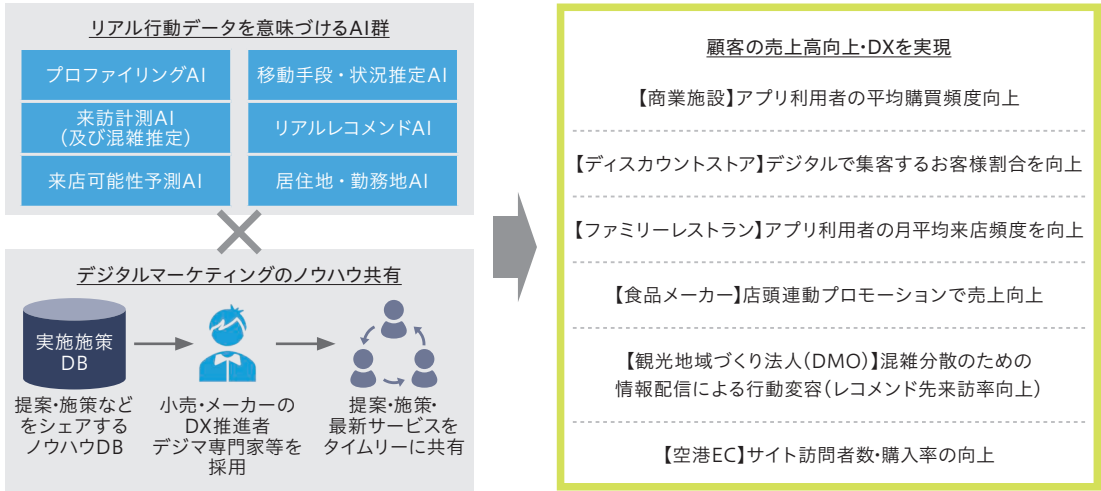 リアル行動データを意味づけるAI群
プロファイリングAI
移動手段・状況推定AI
来訪計測AI
(及び混雑推定)
リアルレコメンドAI
来店可能性予測AI
居住地・勤務地AI
デジタルマーケティングのノウハウ共有
実施施策
DB
提案・施策など
をシェアする
ノウハウDB
小売・メーカーの
DX推進者
デジマ専門家等を
採用
提案・施策・
最新サービスを
タイムリーに共有
顧客の売上高向上・DXを実現
【商業施設】アプリ利用者の平均購買頻度向上
【ディスカウントストア】デジタルで集客するお客様割合を向上
【ファミリーレストラン】アプリ利用者の月平均来店頻度を向上
【食品メーカー】店頭連動プロモーションで売上向上
【観光地域づくり法人(DMO)】混雑分散のための
情報配信による行動変容(レコメンド先来訪率向上)
【空港EC】サイト訪問者数・購入率の向上